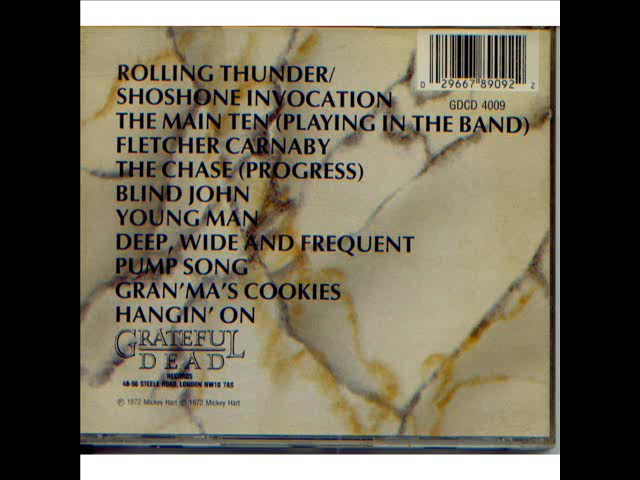 0 29667 89092 2
GDCD 4009
ROLLING THUNDER/
SHOSHONE INVOCATION
THE MAIN TEN (PLAYING IN THE BAND)
FLETCHER CARNABY
THE CHASE (PROGRESS)
BLIND JOHN
YOUNG MAN
DEEP, WIDE AND FREQUENT
PUMP SONG
GRAN'MA'S COOKIES
HANGIN' ON
GRATEFUL
DEAD
RECORDS
48-50 STEELE ROAD, LONDON NW10 7AS
℗ 1972 Mickey Hart © 1972 Mickey Hart